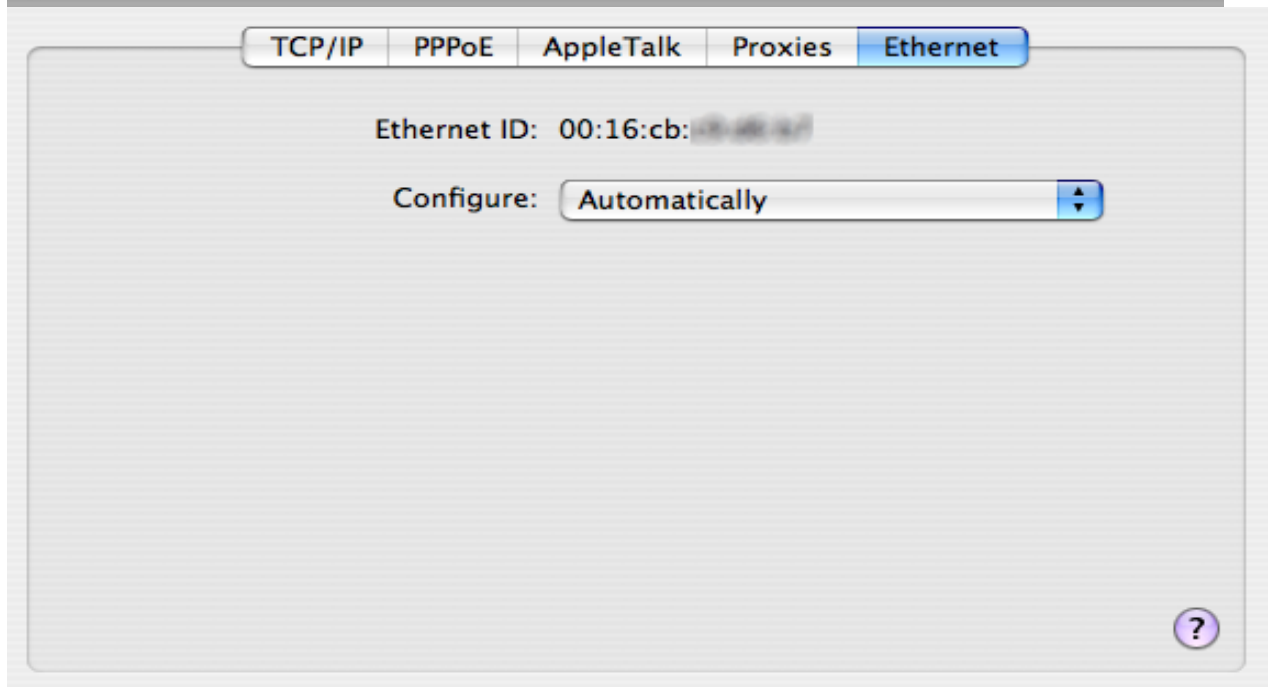 TCP/IP PPPoE AppleTalk Proxies Ethernet
Ethernet ID: 00:16:cb:
Configure: Automatically
?